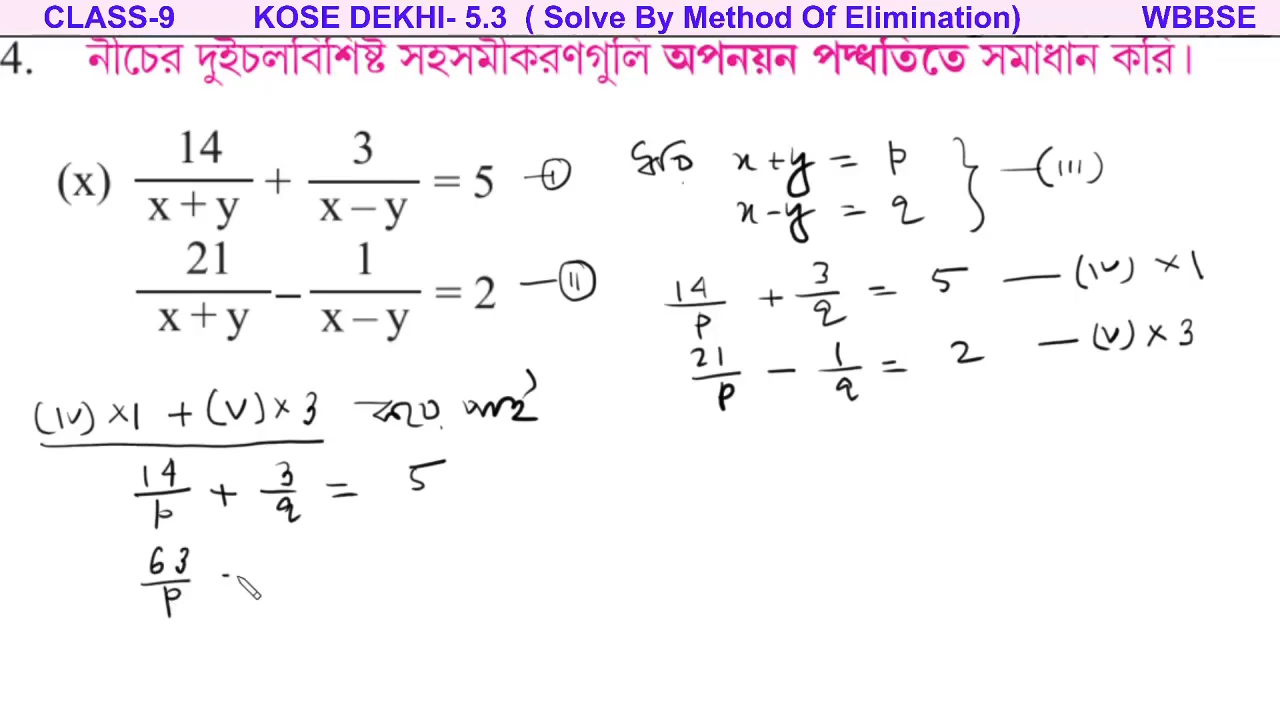 CLASS-9 KOSE DEKHI- 5.3 ( Solve By Method Of Elimination) WBBSE
4. নীচের দুইচলবিশিষ্ট সহসমীকরণগুলি অপনয়ন পদ্ধতিতে সমাধান করি।
(x) 14/(x+y) + 3/(x−y) = 5 — (I)
21/(x+y) − 1/(x−y) = 2 — (II)
x+y = p
x-y = q } — (III)
14/p + 3/q = 5 — (IV) × 1
21/p − 1/q = 2 — (V) × 3
(IV) ×1 + (V) × 3 পাই
14/p + 3/q = 5
63/p -